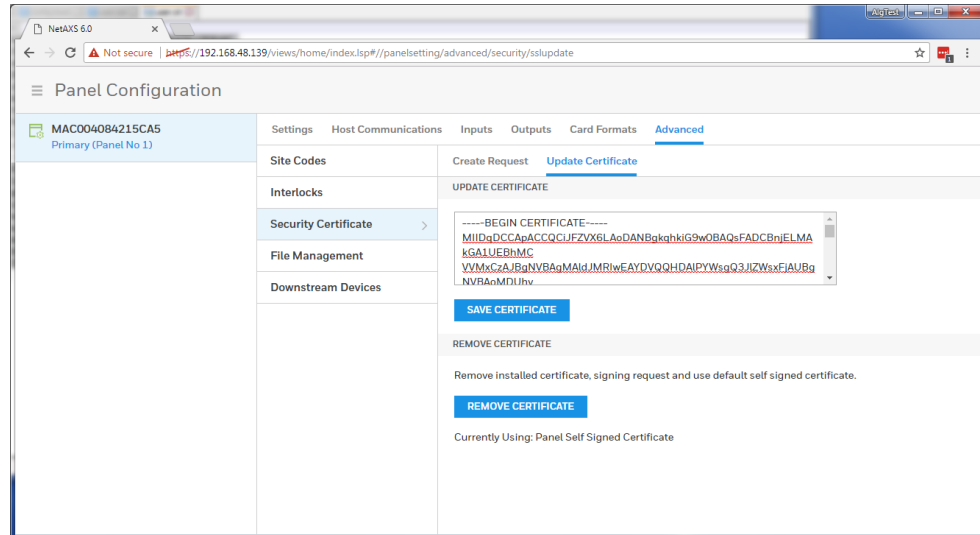 NetAXS 6.0
AiqTest
Not secure | https://192.168.48.139/views/home/index.lsp#//panelsetting/advanced/security/sslupdate
1
Panel Configuration
MAC004084215CA5
Primary (Panel No 1)
Settings Host Communications Inputs Outputs Card Formats Advanced
Site Codes
Interlocks
Security Certificate
File Management
Downstream Devices
Create Request Update Certificate
UPDATE CERTIFICATE
-----BEGIN CERTIFICATE-----
MIIDqDCCApACCQCiJFZVX6LAoDANBgkqhkiG9w0BAQsFADCBnjELMA
kGA1UEBhMC
VVMxCzAJBgNVBAgMAldJMRIwEAYDVQQHDAlPYWsgQ3JlZWsxFjAUBg
NVBAoMDUhv
SAVE CERTIFICATE
REMOVE CERTIFICATE
Remove installed certificate, signing request and use default self signed certificate.
REMOVE CERTIFICATE
Currently Using: Panel Self Signed Certificate